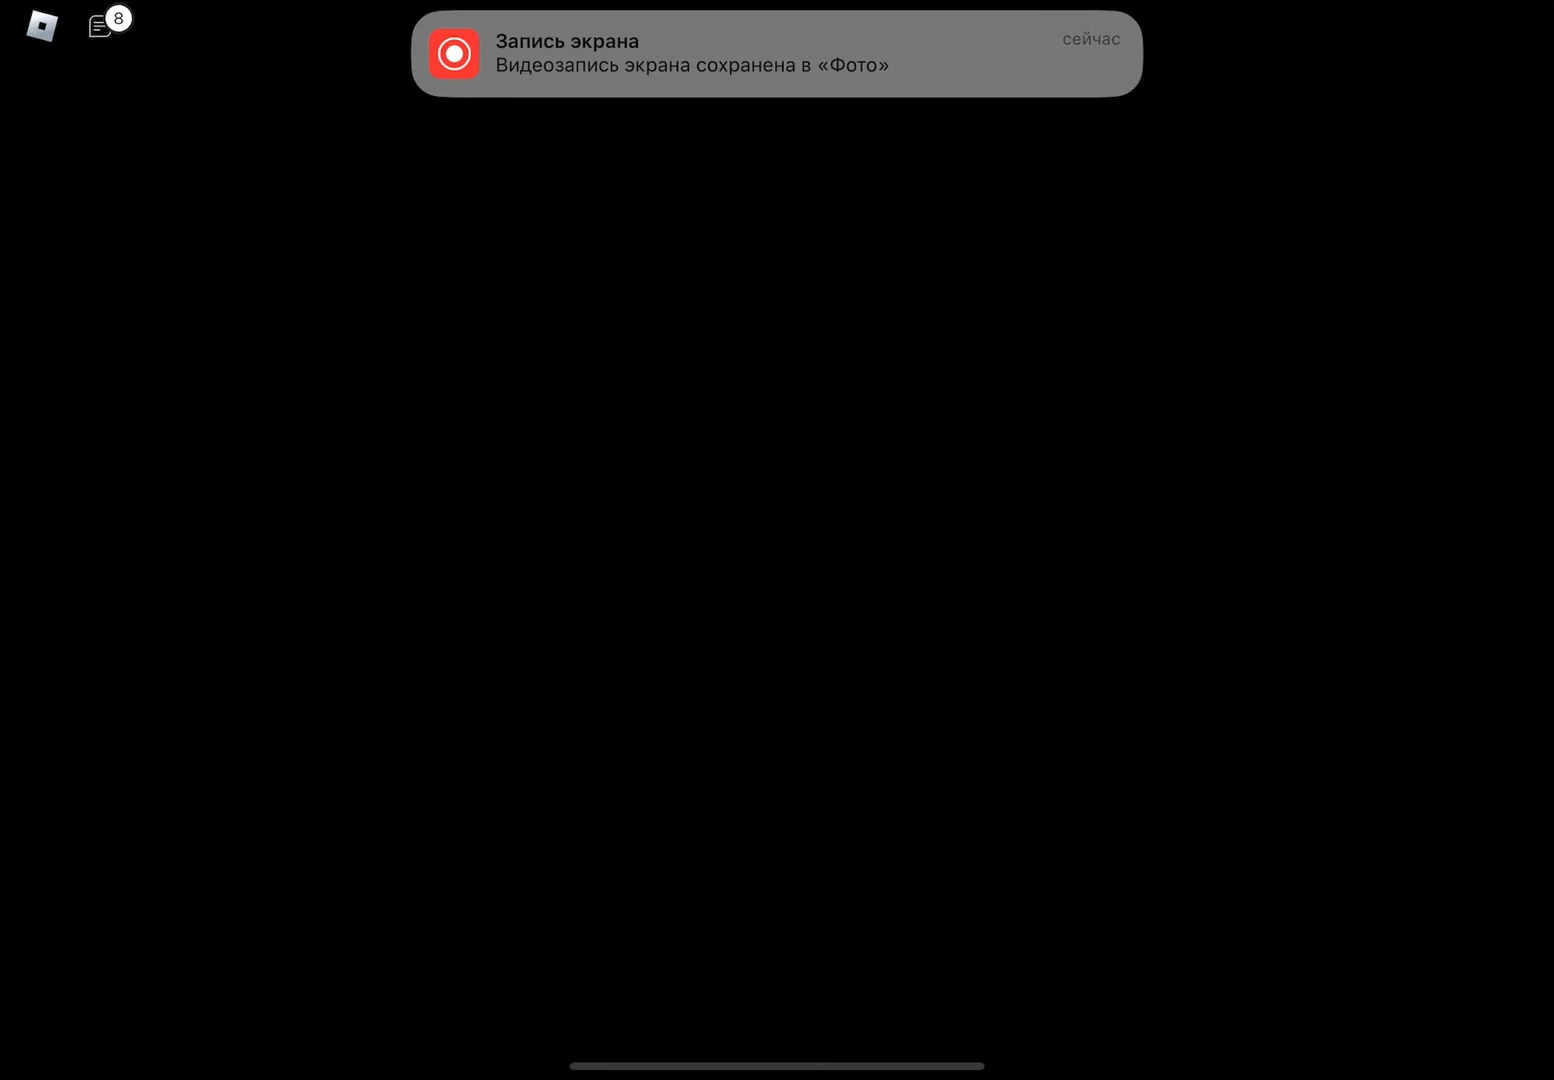 8
Запись экрана
сейчас
Видеозапись экрана сохранена в «Фото»